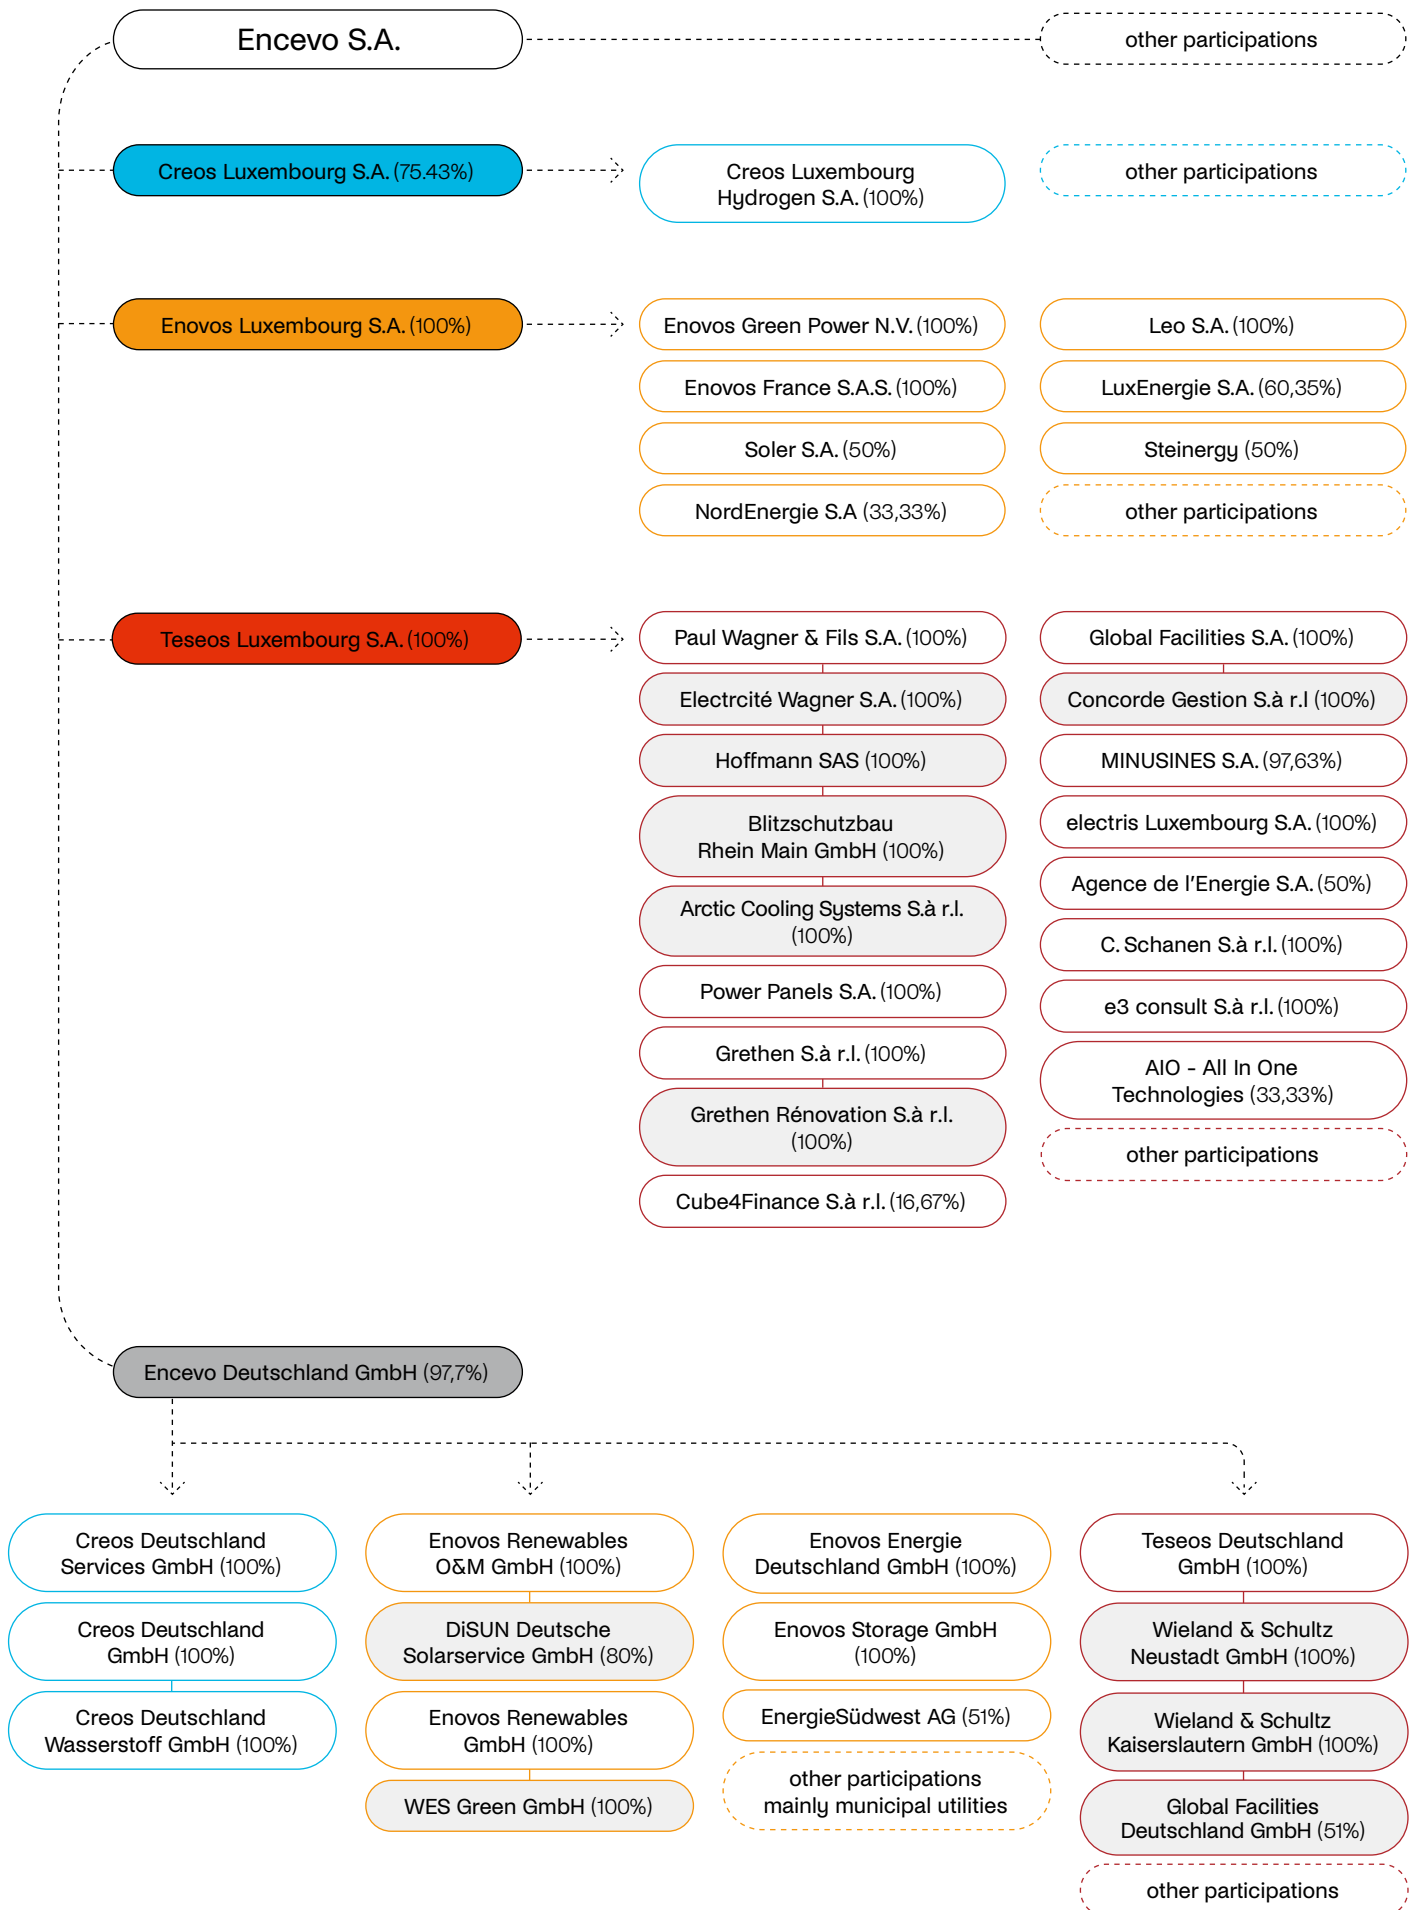 Encevo S.A.
other participations
Creos Luxembourg S.A. (75.43%)
Creos Luxembourg
Hydrogen S.A. (100%)
other participations
Enovos Luxembourg S.A. (100%)
Enovos Green Power N.V. (100%)
Leo S.A. (100%)
Enovos France S.A.S. (100%)
LuxEnergie S.A. (60,35%)
Soler S.A. (50%)
Steinergy (50%)
NordEnergie S.A (33,33%)
other participations
Teseos Luxembourg S.A. (100%)
Paul Wagner & Fils S.A. (100%)
Electrcité Wagner S.A. (100%)
Hoffmann SAS (100%)
Blitzschutzbau
Rhein Main GmbH (100%)
Arctic Cooling Systems S.à r.l.
(100%)
Power Panels S.A. (100%)
Grethen S.à r.l. (100%)
Grethen Rénovation S.à r.l.
(100%)
Cube4Finance S.à r.l. (16,67%)
Global Facilities S.A. (100%)
Concorde Gestion S.à r.l (100%)
MINUSINES S.A. (97,63%)
electris Luxembourg S.A. (100%)
Agence de l'Energie S.A. (50%)
C. Schanen S.à r.l. (100%)
e3 consult S.à r.l. (100%)
AIO - All In One
Technologies (33,33%)
other participations
Encevo Deutschland GmbH (97,7%)
Creos Deutschland
Services GmbH (100%)
Creos Deutschland
GmbH (100%)
Creos Deutschland
Wasserstoff GmbH (100%)
Enovos Renewables
O&M GmbH (100%)
DiSUN Deutsche
Solarservice GmbH (80%)
Enovos Renewables
GmbH (100%)
WES Green GmbH (100%)
Enovos Energie
Deutschland GmbH (100%)
Enovos Storage GmbH
(100%)
EnergieSüdwest AG (51%)
other participations
mainly municipal utilities
Teseos Deutschland
GmbH (100%)
Wieland & Schultz
Neustadt GmbH (100%)
Wieland & Schultz
Kaiserslautern GmbH (100%)
Global Facilities
Deutschland GmbH (51%)
other participations